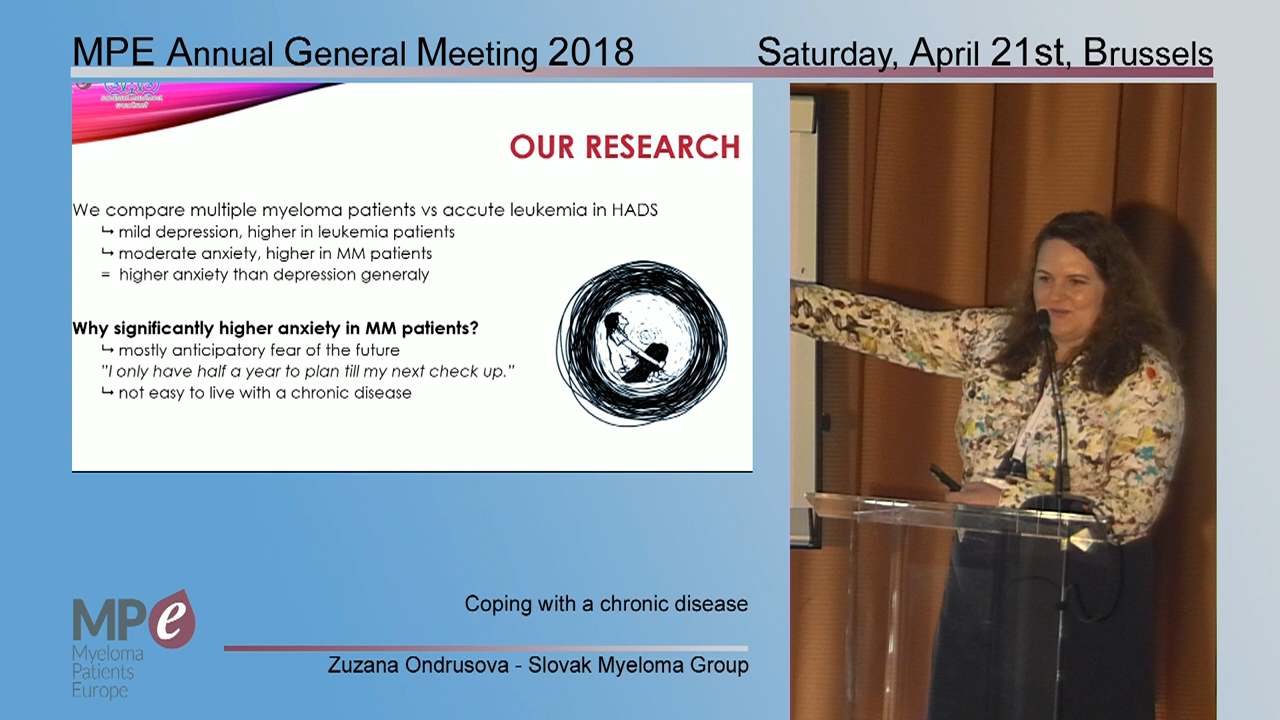 MPE Annual General Meeting 2018
Saturday, April 21st, Brussels
OUR RESEARCH
We compare multiple myeloma patients vs accute leukemia in HADS
↳ mild depression, higher in leukemia patients
↳ moderate anxiety, higher in MM patients
= higher anxiety than depression generaly
Why significantly higher anxiety in MM patients?
↳ mostly anticipatory fear of the future
"I only have half a year to plan till my next check up."
↳ not easy to live with a chronic disease
Coping with a chronic disease
Zuzana Ondrusova - Slovak Myeloma Group
MPe
Myeloma
Patients
Europe